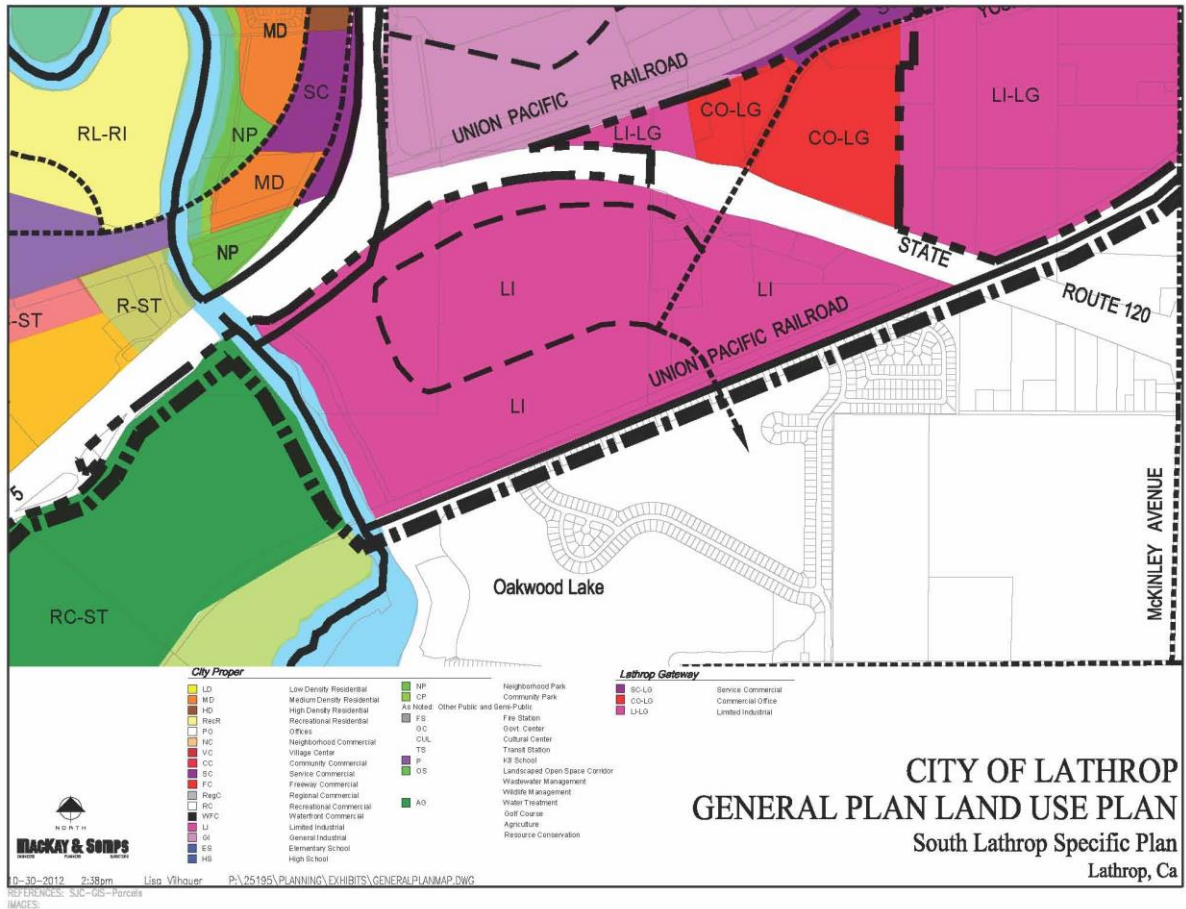 MD
SC
RL-RI
NP
MD
NP
R-ST
-ST
5
RC-ST
UNION PACIFIC RAILROAD
CO-LG
LI-LG
CO-LG
LI-LG
STATE
ROUTE 120
LI
LI
LI
UNION PACIFIC RAILROAD
Oakwood Lake
McKINLEY AVENUE
City Proper
LD Low Density Residential
MD Medium Density Residential
HD High Density Residential
RecR Recreational Residential
PO Offices
NC Neighborhood Commercial
VC Village Center
CC Community Commercial
SC Service Commercial
FC Freeway Commercial
RegC Regional Commercial
RC Recreational Commercial
WFC Waterfront Commercial
LI Limited Industrial
GI General Industrial
ES Elementary School
HS High School
NP Neighborhood Park
CP Community Park
As Noted: Other Public and Semi-Public
FS Fire Station
GC Govt. Center
CUL Cultural Center
TS Transit Station
P K8 School
OS Landscaped Open Space Corridor
Wastewater Management
Wildlife Management
AG Water Treatment
Golf Course
Agriculture
Resource Conservation
Lathrop Gateway
SC-LG Service Commercial
CO-LG Commercial Office
LI-LG Limited Industrial
NORTH
MACKAY & SOMPS
ENGINEERS PLANNERS SURVEYORS
CITY OF LATHROP
GENERAL PLAN LAND USE PLAN
South Lathrop Specific Plan
Lathrop, Ca
10-30-2012 2:38pm Lisa Vilhauer P:\25195\PLANNING\EXHIBITS\GENERALPLANMAP.DWG
REFERENCES: SJC-GIS-Parcels
IMAGES: